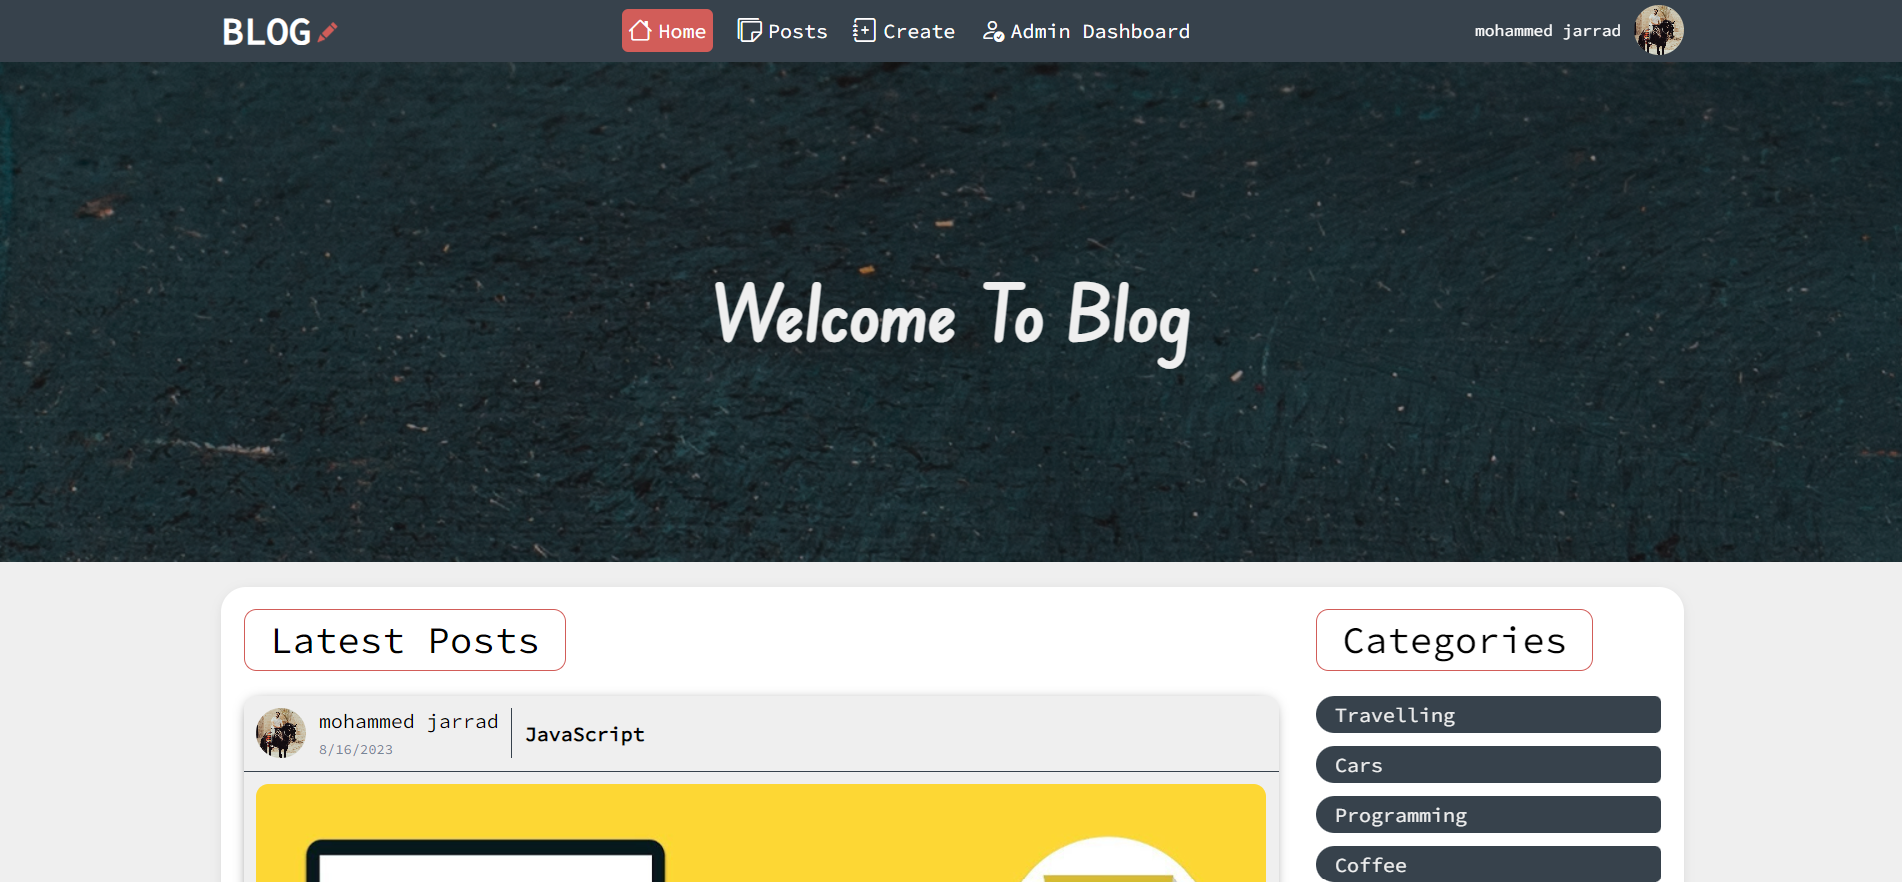 BLOG
Home
Posts
Create
Admin Dashboard
mohammed jarrad
Welcome To Blog
Latest Posts
mohammed jarrad
8/16/2023
JavaScript
Categories
Travelling
Cars
Programming
Coffee